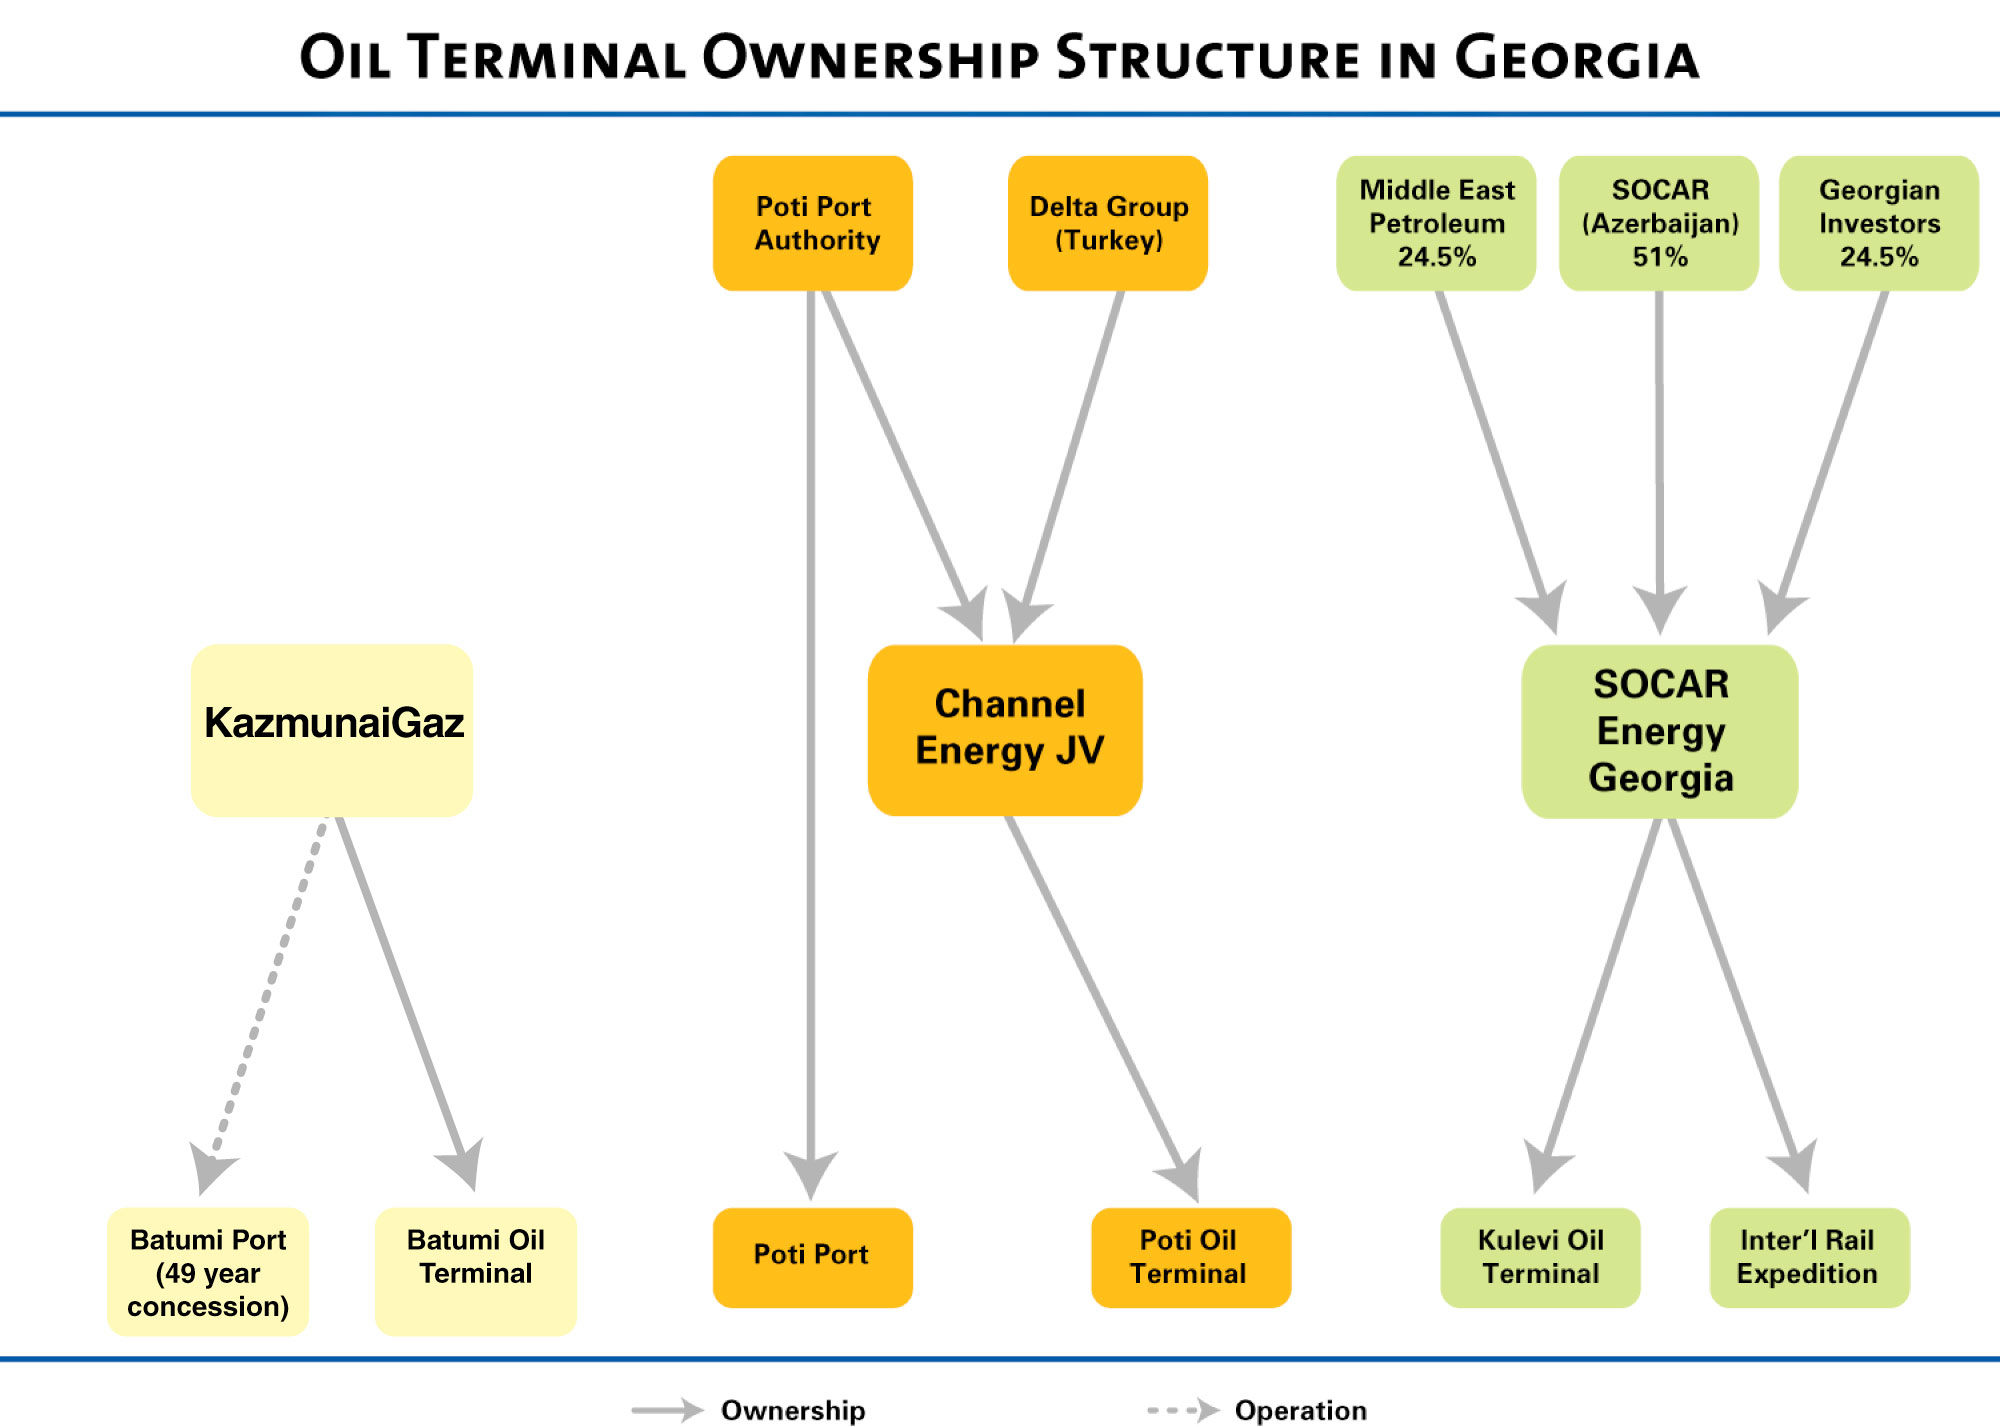 OIL TERMINAL OWNERSHIP STRUCTURE IN GEORGIA
Poti Port
Authority
Delta Group
(Turkey)
Middle East
Petroleum
24.5%
SOCAR
(Azerbaijan)
51%
Georgian
Investors
24.5%
KazmunaiGaz
Channel
Energy JV
SOCAR
Energy
Georgia
Batumi Port
(49 year
concession)
Batumi Oil
Terminal
Poti Port
Poti Oil
Terminal
Kulevi Oil
Terminal
Inter'l Rail
Expedition
Ownership
Operation